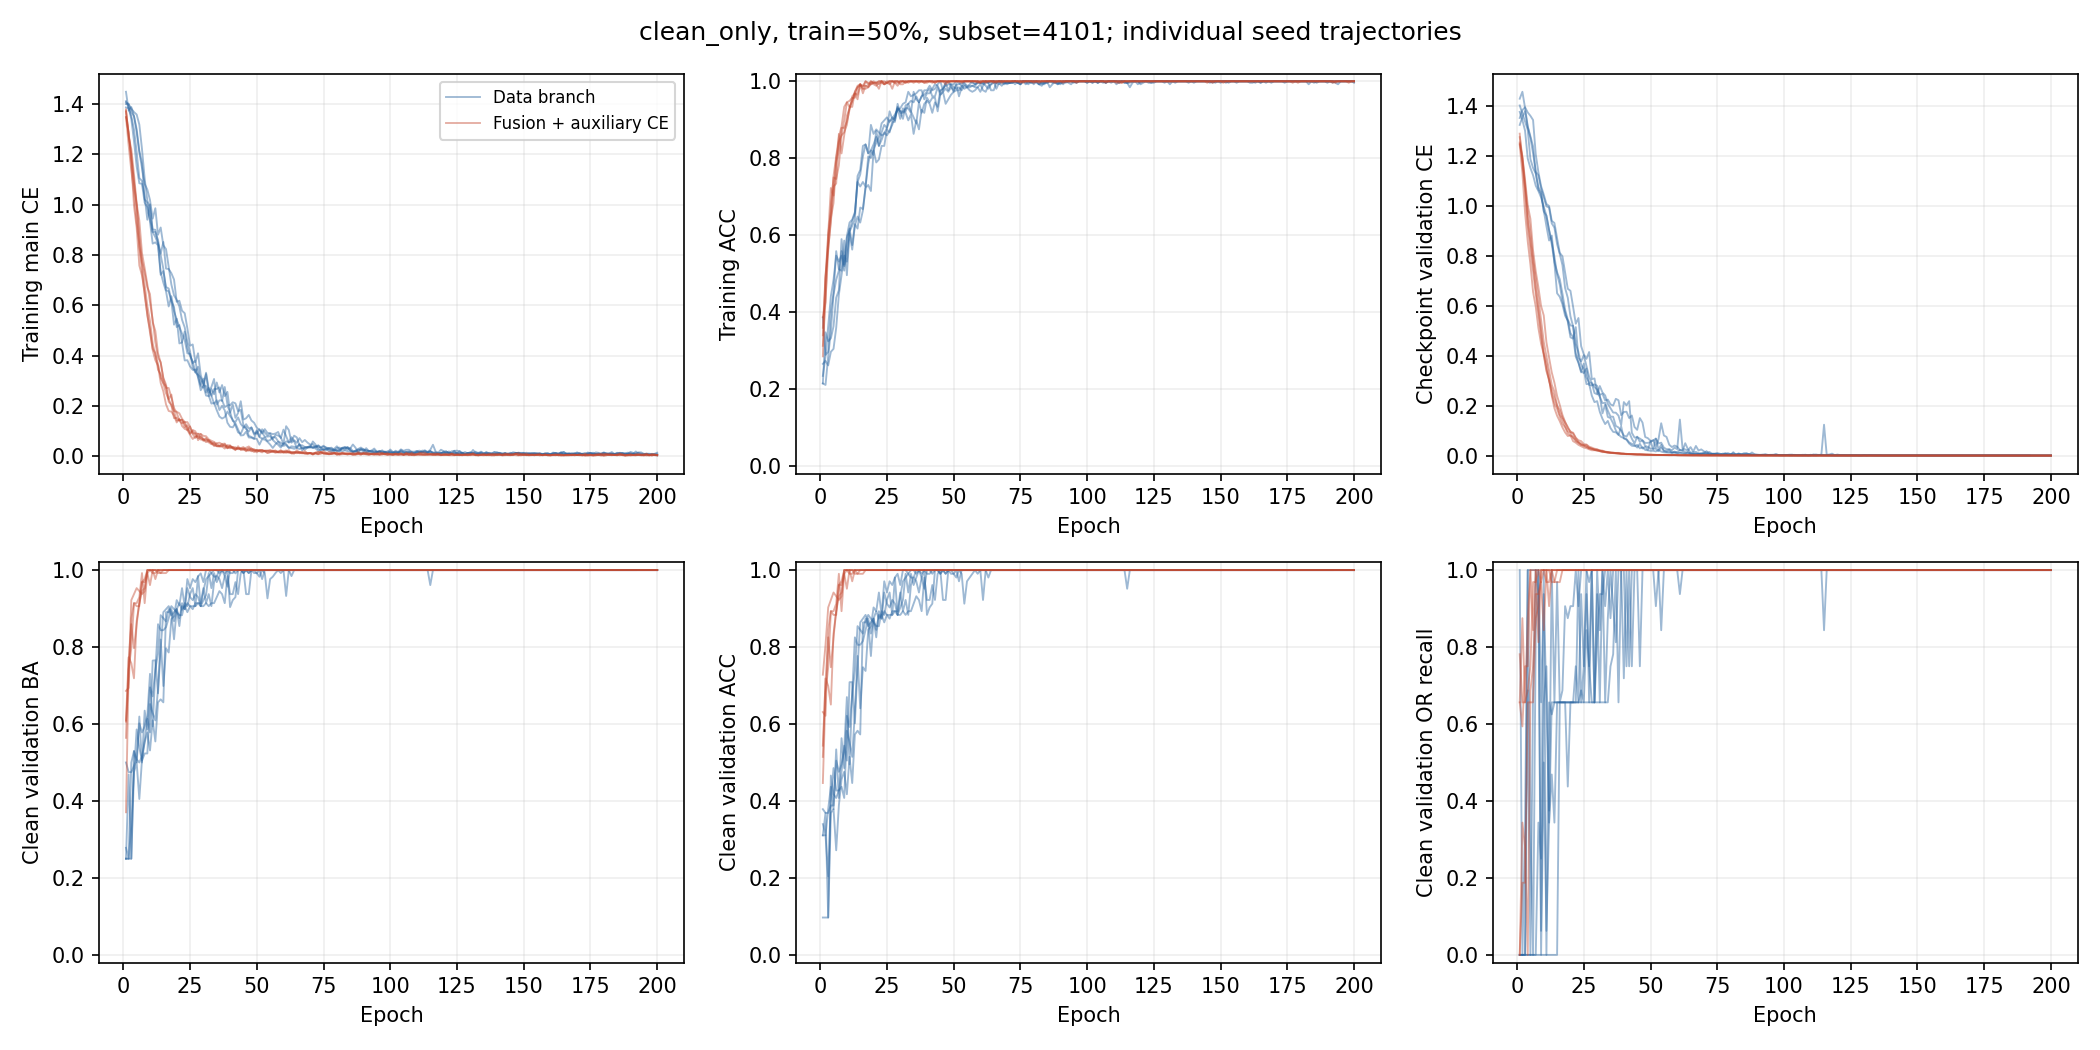 clean_only, train=50%, subset=4101; individual seed trajectories
Training main CE
1.4
1.2
1.0
0.8
0.6
0.4
0.2
0.0
Data branch
Fusion + auxiliary CE
0 25 50 75 100 125 150 175 200
Epoch
Training ACC
1.0
0.8
0.6
0.4
0.2
0.0
0 25 50 75 100 125 150 175 200
Epoch
Checkpoint validation CE
1.4
1.2
1.0
0.8
0.6
0.4
0.2
0.0
0 25 50 75 100 125 150 175 200
Epoch
Clean validation BA
1.0
0.8
0.6
0.4
0.2
0.0
0 25 50 75 100 125 150 175 200
Epoch
Clean validation ACC
1.0
0.8
0.6
0.4
0.2
0.0
0 25 50 75 100 125 150 175 200
Epoch
Clean validation OR recall
1.0
0.8
0.6
0.4
0.2
0.0
0 25 50 75 100 125 150 175 200
Epoch